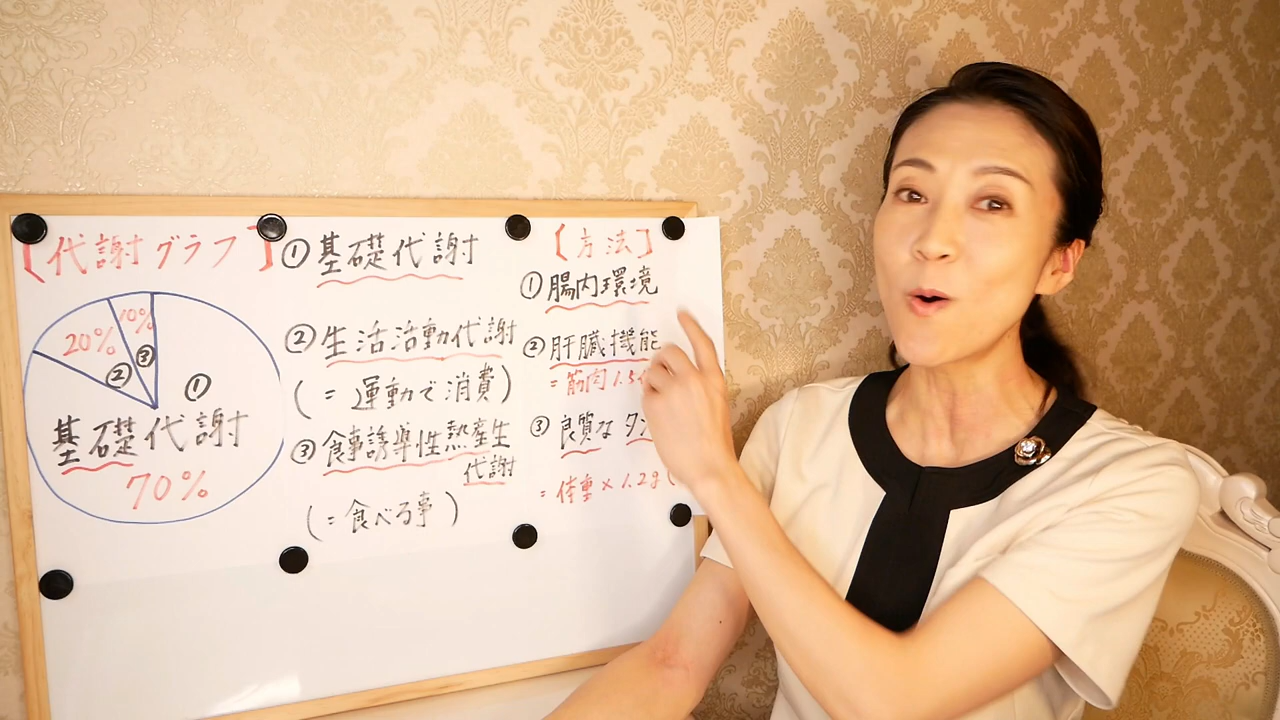 【代謝グラフ】
20%
10%
③
②
①
基礎代謝
70%
①基礎代謝
②生活活動代謝
(=運動で消費)
③食事誘導性熱産生
代謝
(=食べる事)
【方法】
①腸内環境
②肝臓機能
=筋肉1.5
③良質なタン
=体重×1.2g(